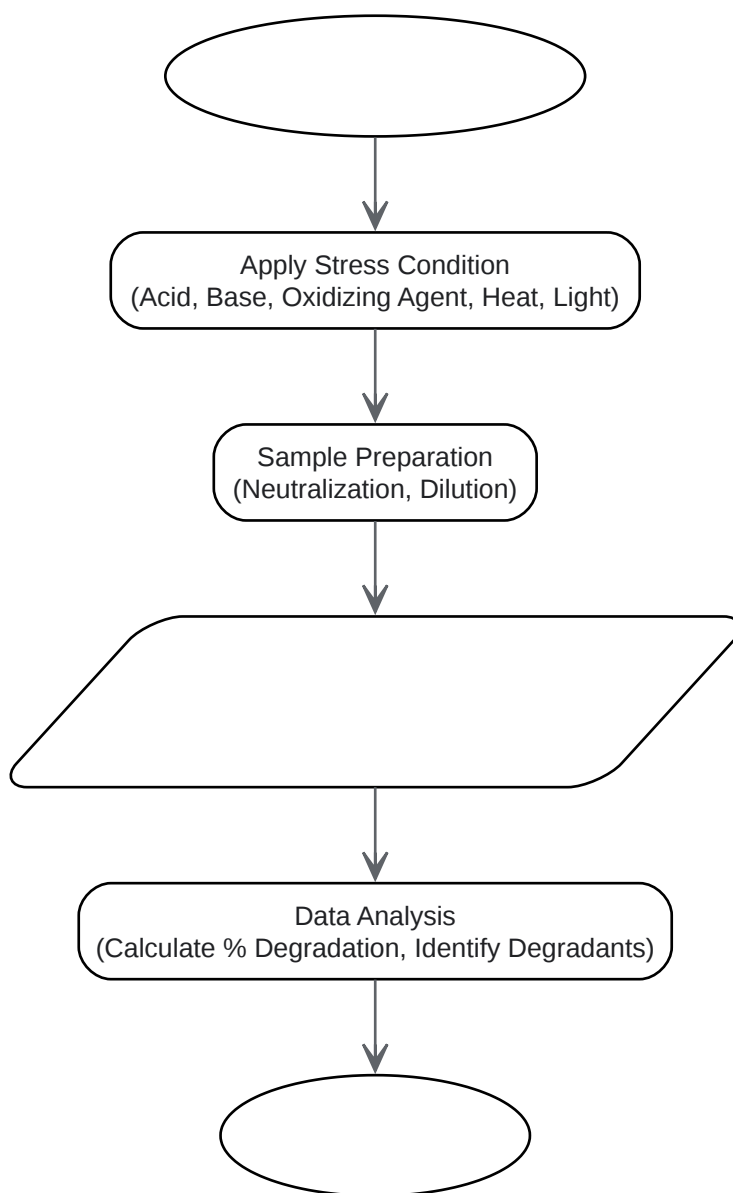 Apply Stress Condition
(Acid, Base, Oxidizing Agent, Heat, Light)
Sample Preparation
(Neutralization, Dilution)
Data Analysis
(Calculate % Degradation, Identify Degradants)